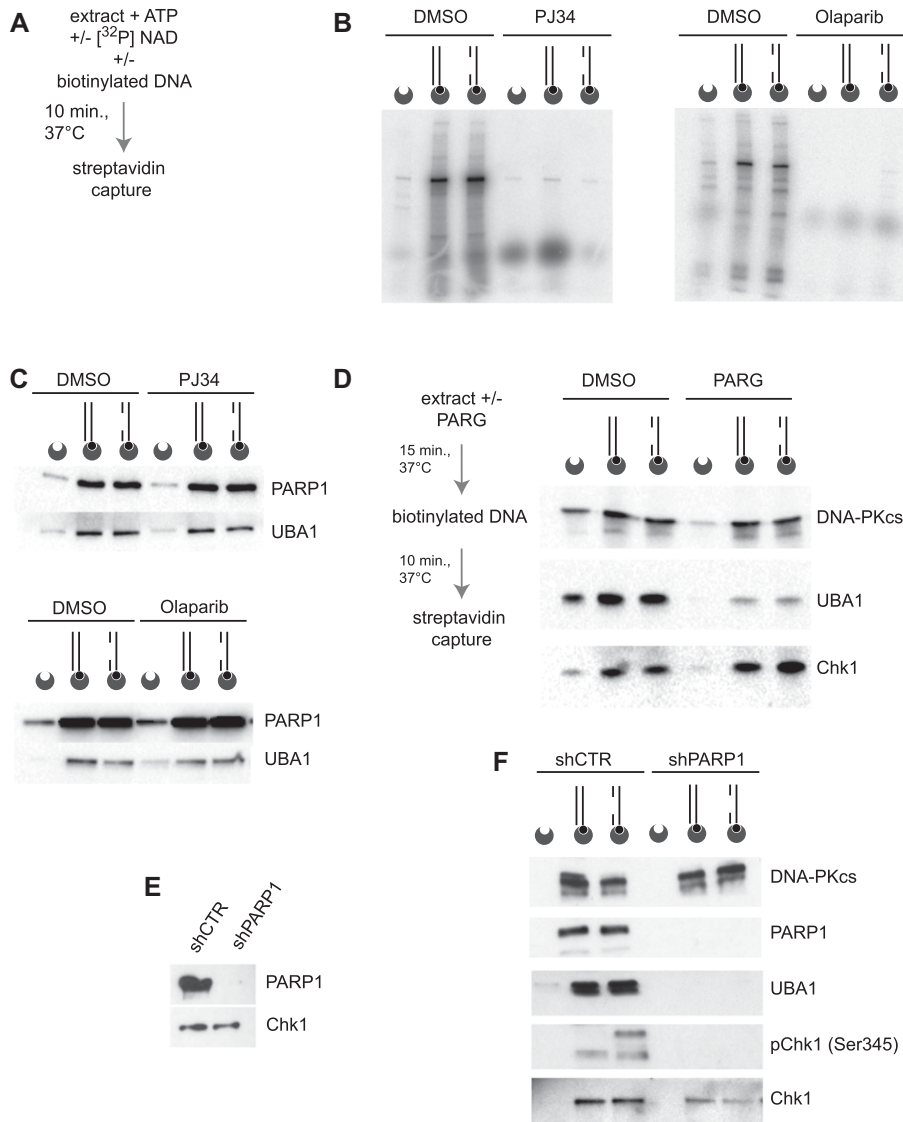 A
extract + ATP
+/- [32P] NAD
+/-
biotinylated DNA
10 min.,
37°C
streptavidin
capture
B
DMSO
PJ34
DMSO
Olaparib
C
DMSO
PJ34
PARP1
UBA1
DMSO
Olaparib
PARP1
UBA1
D
extract +/-
PARG
15 min.,
37°C
biotinylated DNA
10 min.,
37°C
streptavidin
capture
DMSO
PARG
DNA-PKcs
UBA1
Chk1
E
shCTR
shPARP1
PARP1
Chk1
F
shCTR
shPARP1
DNA-PKcs
PARP1
UBA1
pChk1 (Ser345)
Chk1